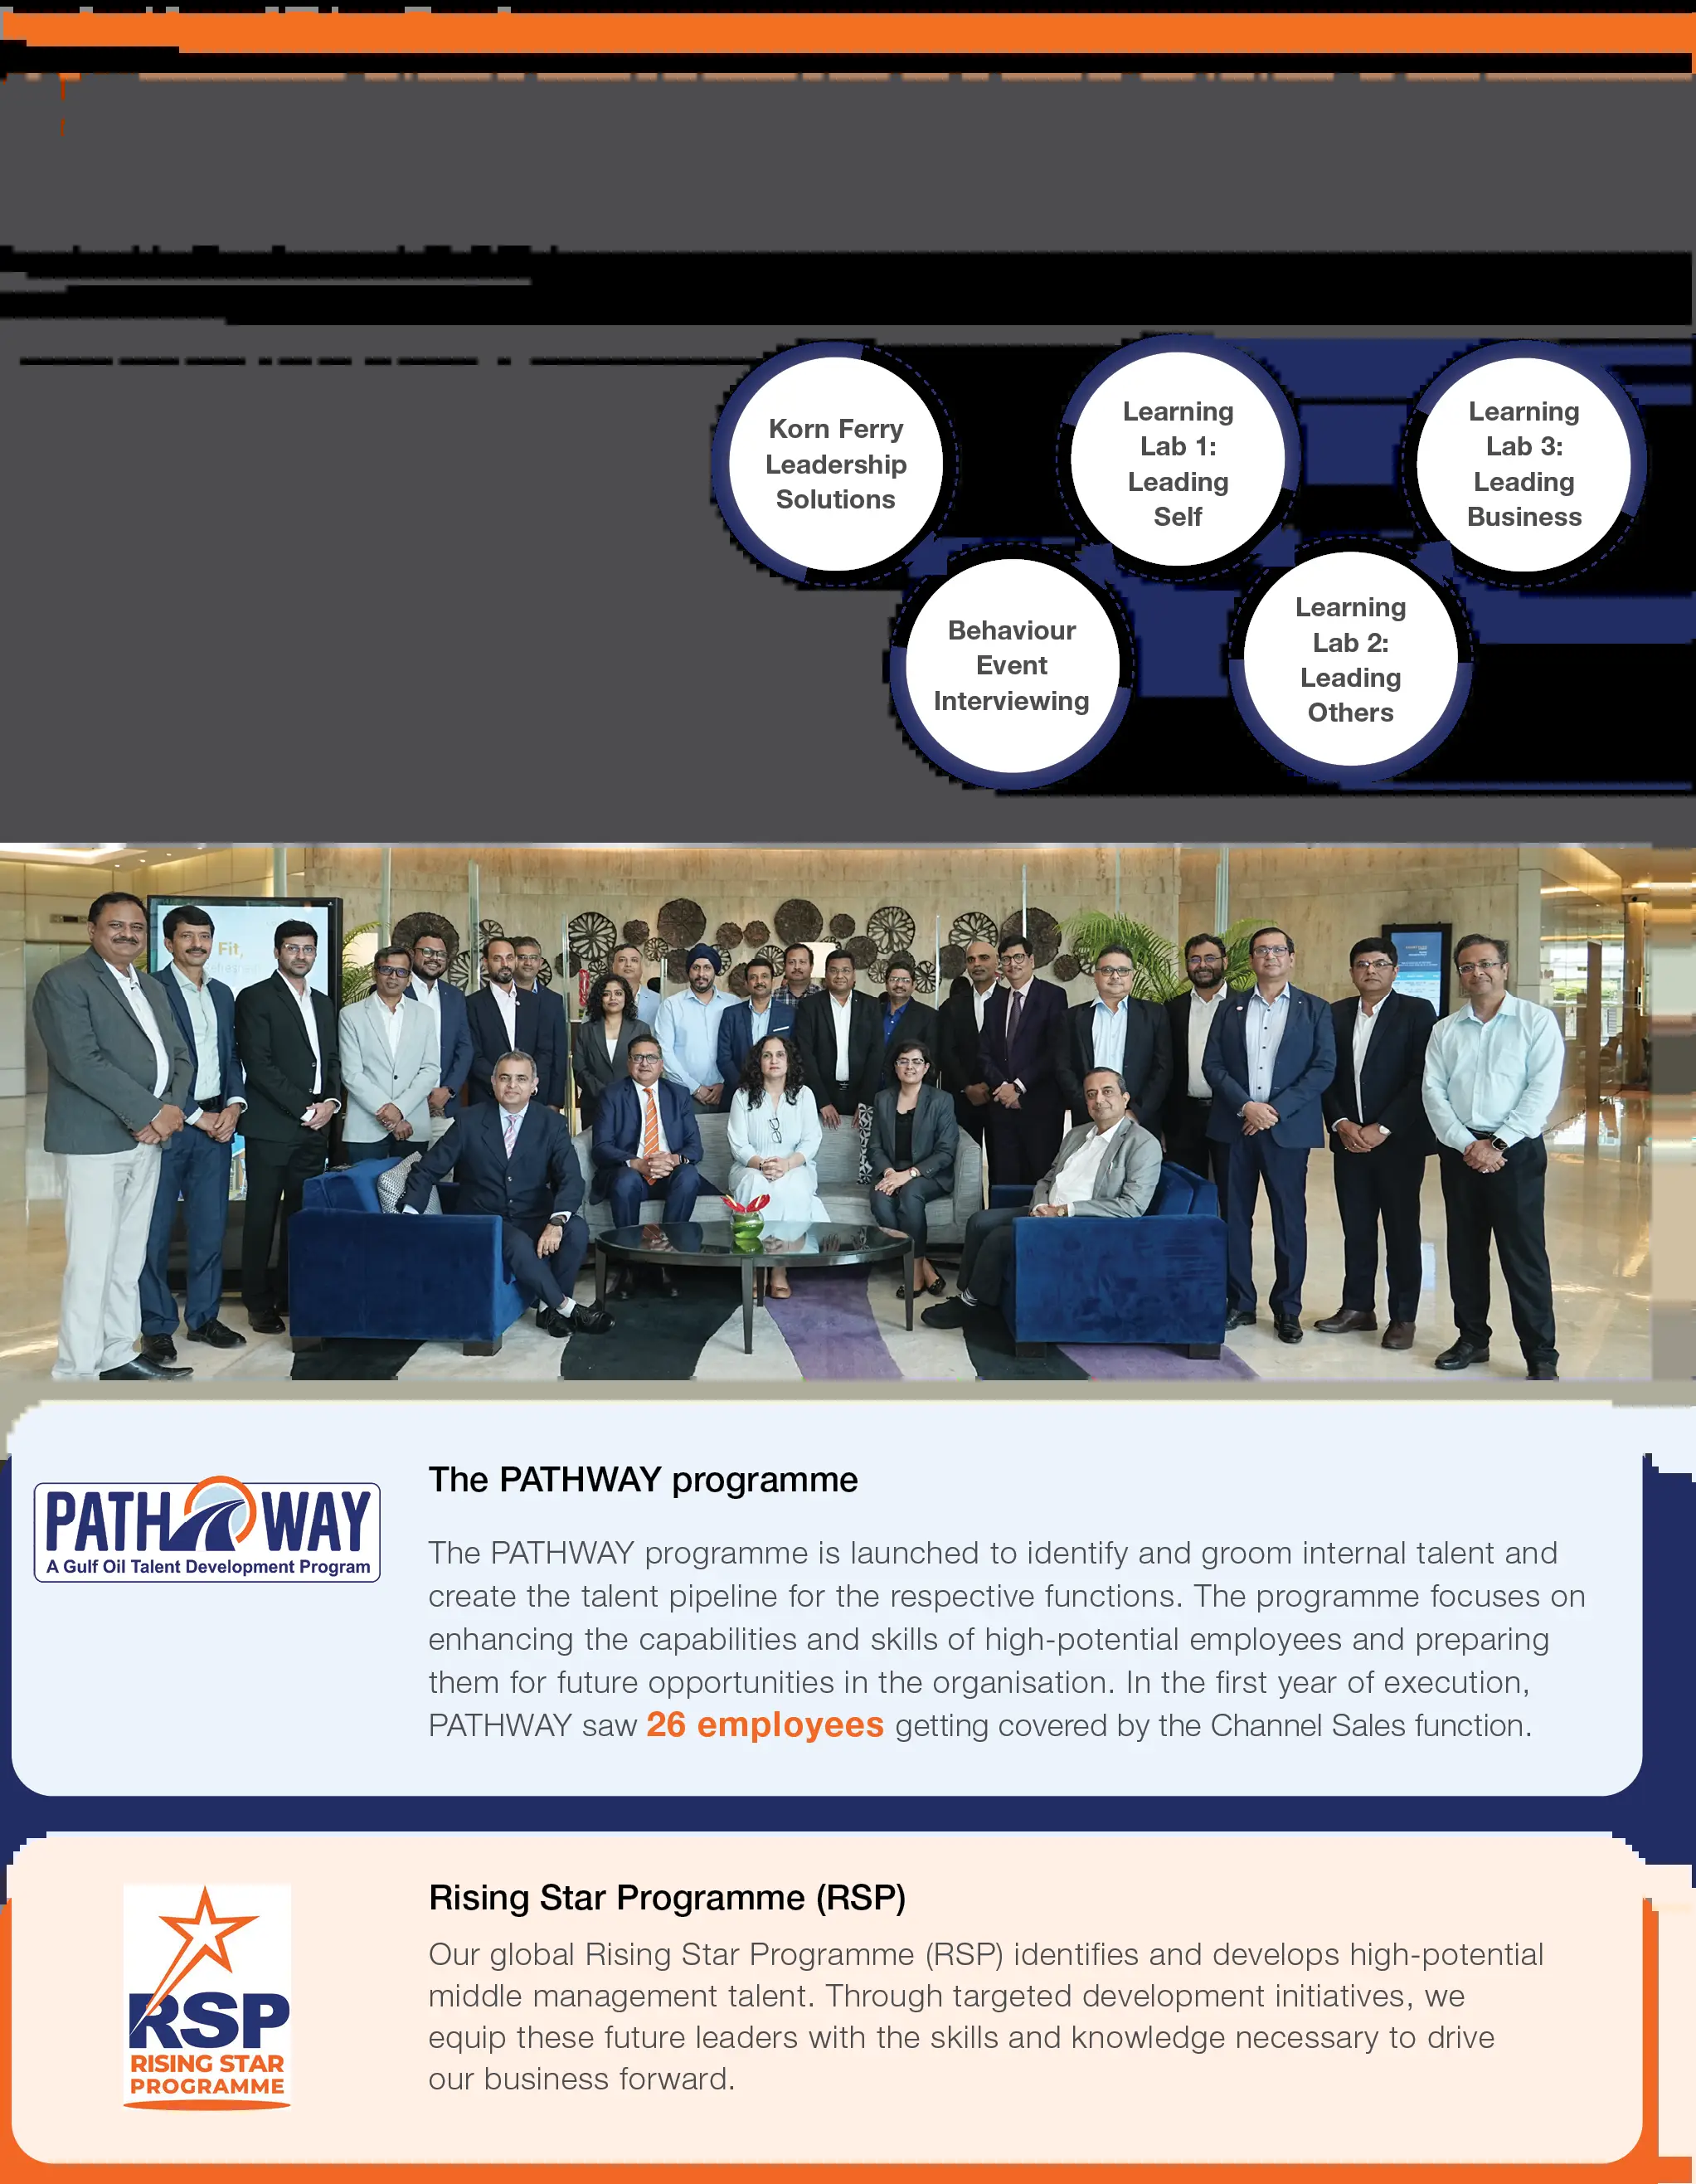 Korn Ferry
Leadership
Solutions
Behaviour
Event
Interviewing
Learning
Lab 1:
Leading
Self
Learning
Lab 2:
Leading
Others
Learning
Lab 3:
Leading
Business
Fit,
PATHWAY
A Gulf Oil Talent Development Program
The PATHWAY programme
The PATHWAY programme is launched to identify and groom internal talent and
create the talent pipeline for the respective functions. The programme focuses on
enhancing the capabilities and skills of high-potential employees and preparing
them for future opportunities in the organisation. In the first year of execution,
PATHWAY saw 26 employees getting covered by the Channel Sales function.
RSP
RISING STAR
PROGRAMME
Rising Star Programme (RSP)
Our global Rising Star Programme (RSP) identifies and develops high-potential
middle management talent. Through targeted development initiatives, we
equip these future leaders with the skills and knowledge necessary to drive
our business forward.